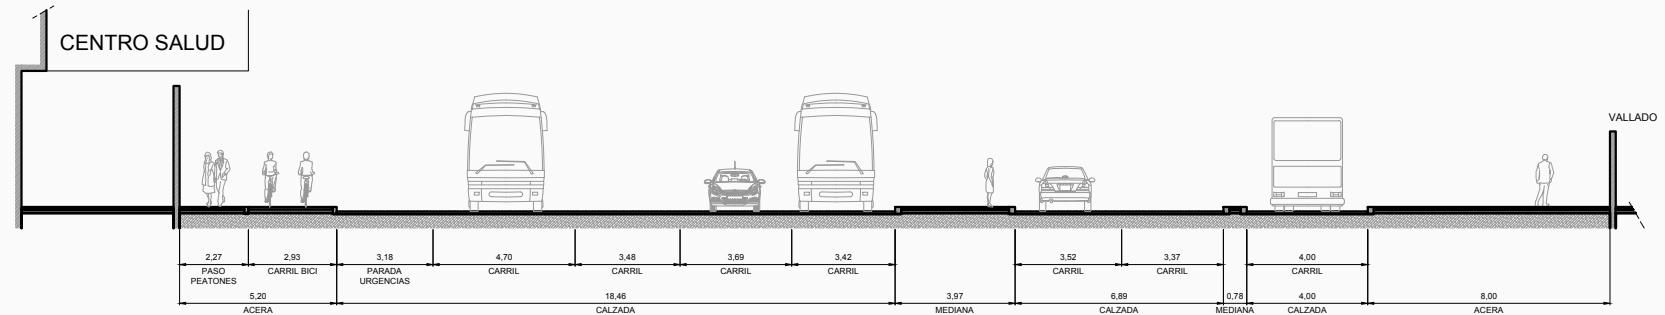 CENTRO SALUD
VALLADO
2,27 2,93 3,18 4,70 3,48 3,69 3,42 3,52 3,37 4,00
PASO CARRIL BICI PARADA CARRIL CARRIL CARRIL CARRIL CARRIL CARRIL CARRIL
PEATONES URGENCIAS
5,20 18,46 3,97 6,89 0,78 4,00 8,00
ACERA CALZADA MEDIANA CALZADA MEDIANA CALZADA ACERA